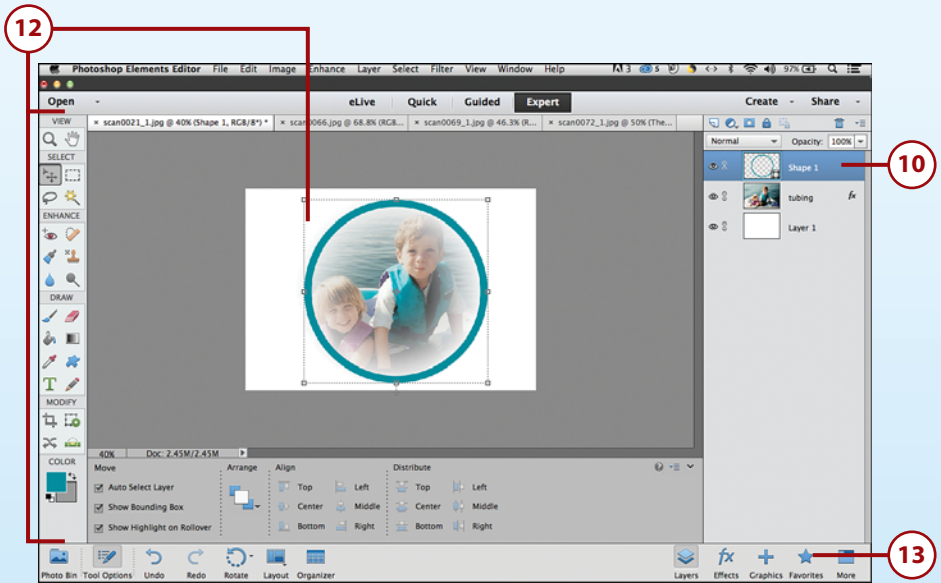 12
Photoshop Elements Editor File Edit Image Enhance Layer Select Filter View Window Help 3 5 97%
Open eLive Quick Guided Expert Create Share
VIEW
× scan0021_1.jpg @ 40% (Shape 1, RGB/8*) * × scan0066.jpg @ 68.8% (RGB... × scan0069_1.jpg @ 46.3% (R... × scan0072_1.jpg @ 50% (The...
Normal Opacity: 100%
SELECT
Shape 1
10
tubing fx
ENHANCE
Layer 1
DRAW
T
MODIFY
40% Doc: 2.45M/2.45M
COLOR
Move Arrange Align Distribute
Auto Select Layer Top Left Top Left
Show Bounding Box Center Middle Center Middle
Show Highlight on Rollover Bottom Right Bottom Right
fx
13
Photo Bin Tool Options Undo Redo Rotate Layout Organizer Layers Effects Graphics Favorites More